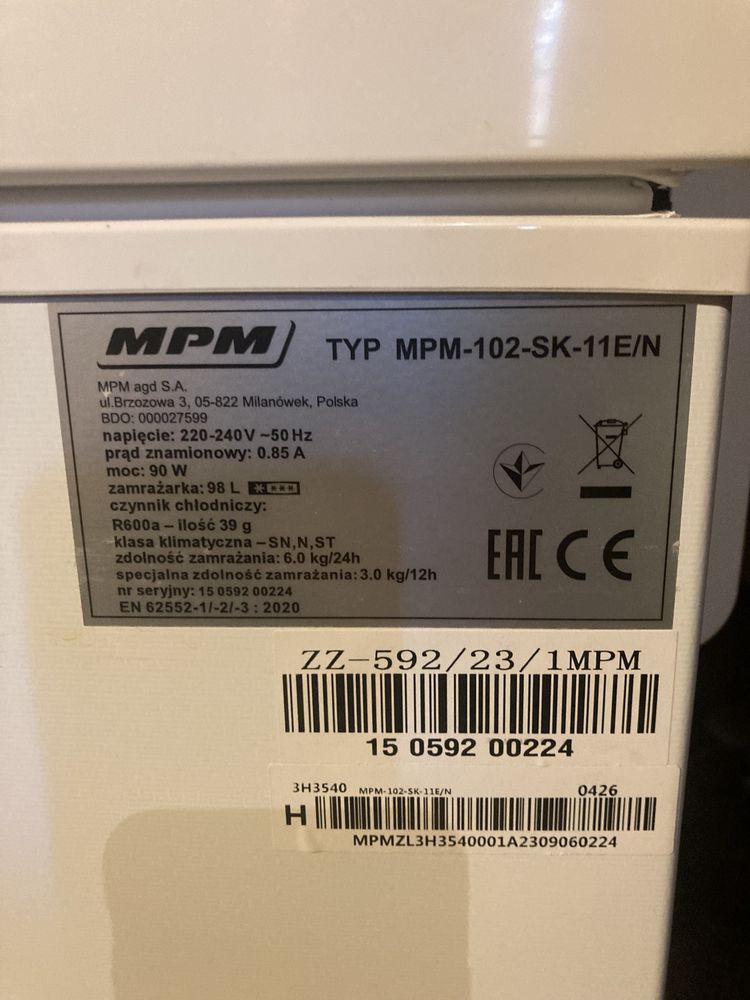 MPM
TYP MPM-102-SK-11E/N
MPM agd S.A.
ul.Brzozowa 3, 05-822 Milanówek, Polska
BDO: 000027599
napięcie: 220-240V ~50Hz
prąd znamionowy: 0.85 A
moc: 90 W
zamrażarka: 98 L
czynnik chłodniczy:
R600a – ilość 39 g
klasa klimatyczna –SN,N,ST
zdolność zamrażania: 6.0 kg/24h
specjalna zdolność zamrażania: 3.0 kg/12h
nr seryjny: 15 0592 00224
EN 62552-1/-2/-3 : 2020
EAC CE
ZZ-592/23/1MPM
15 0592 00224
3H3540 MPM-102-SK-11E/N 0426
H
MPMZL3H3540001A2309060224